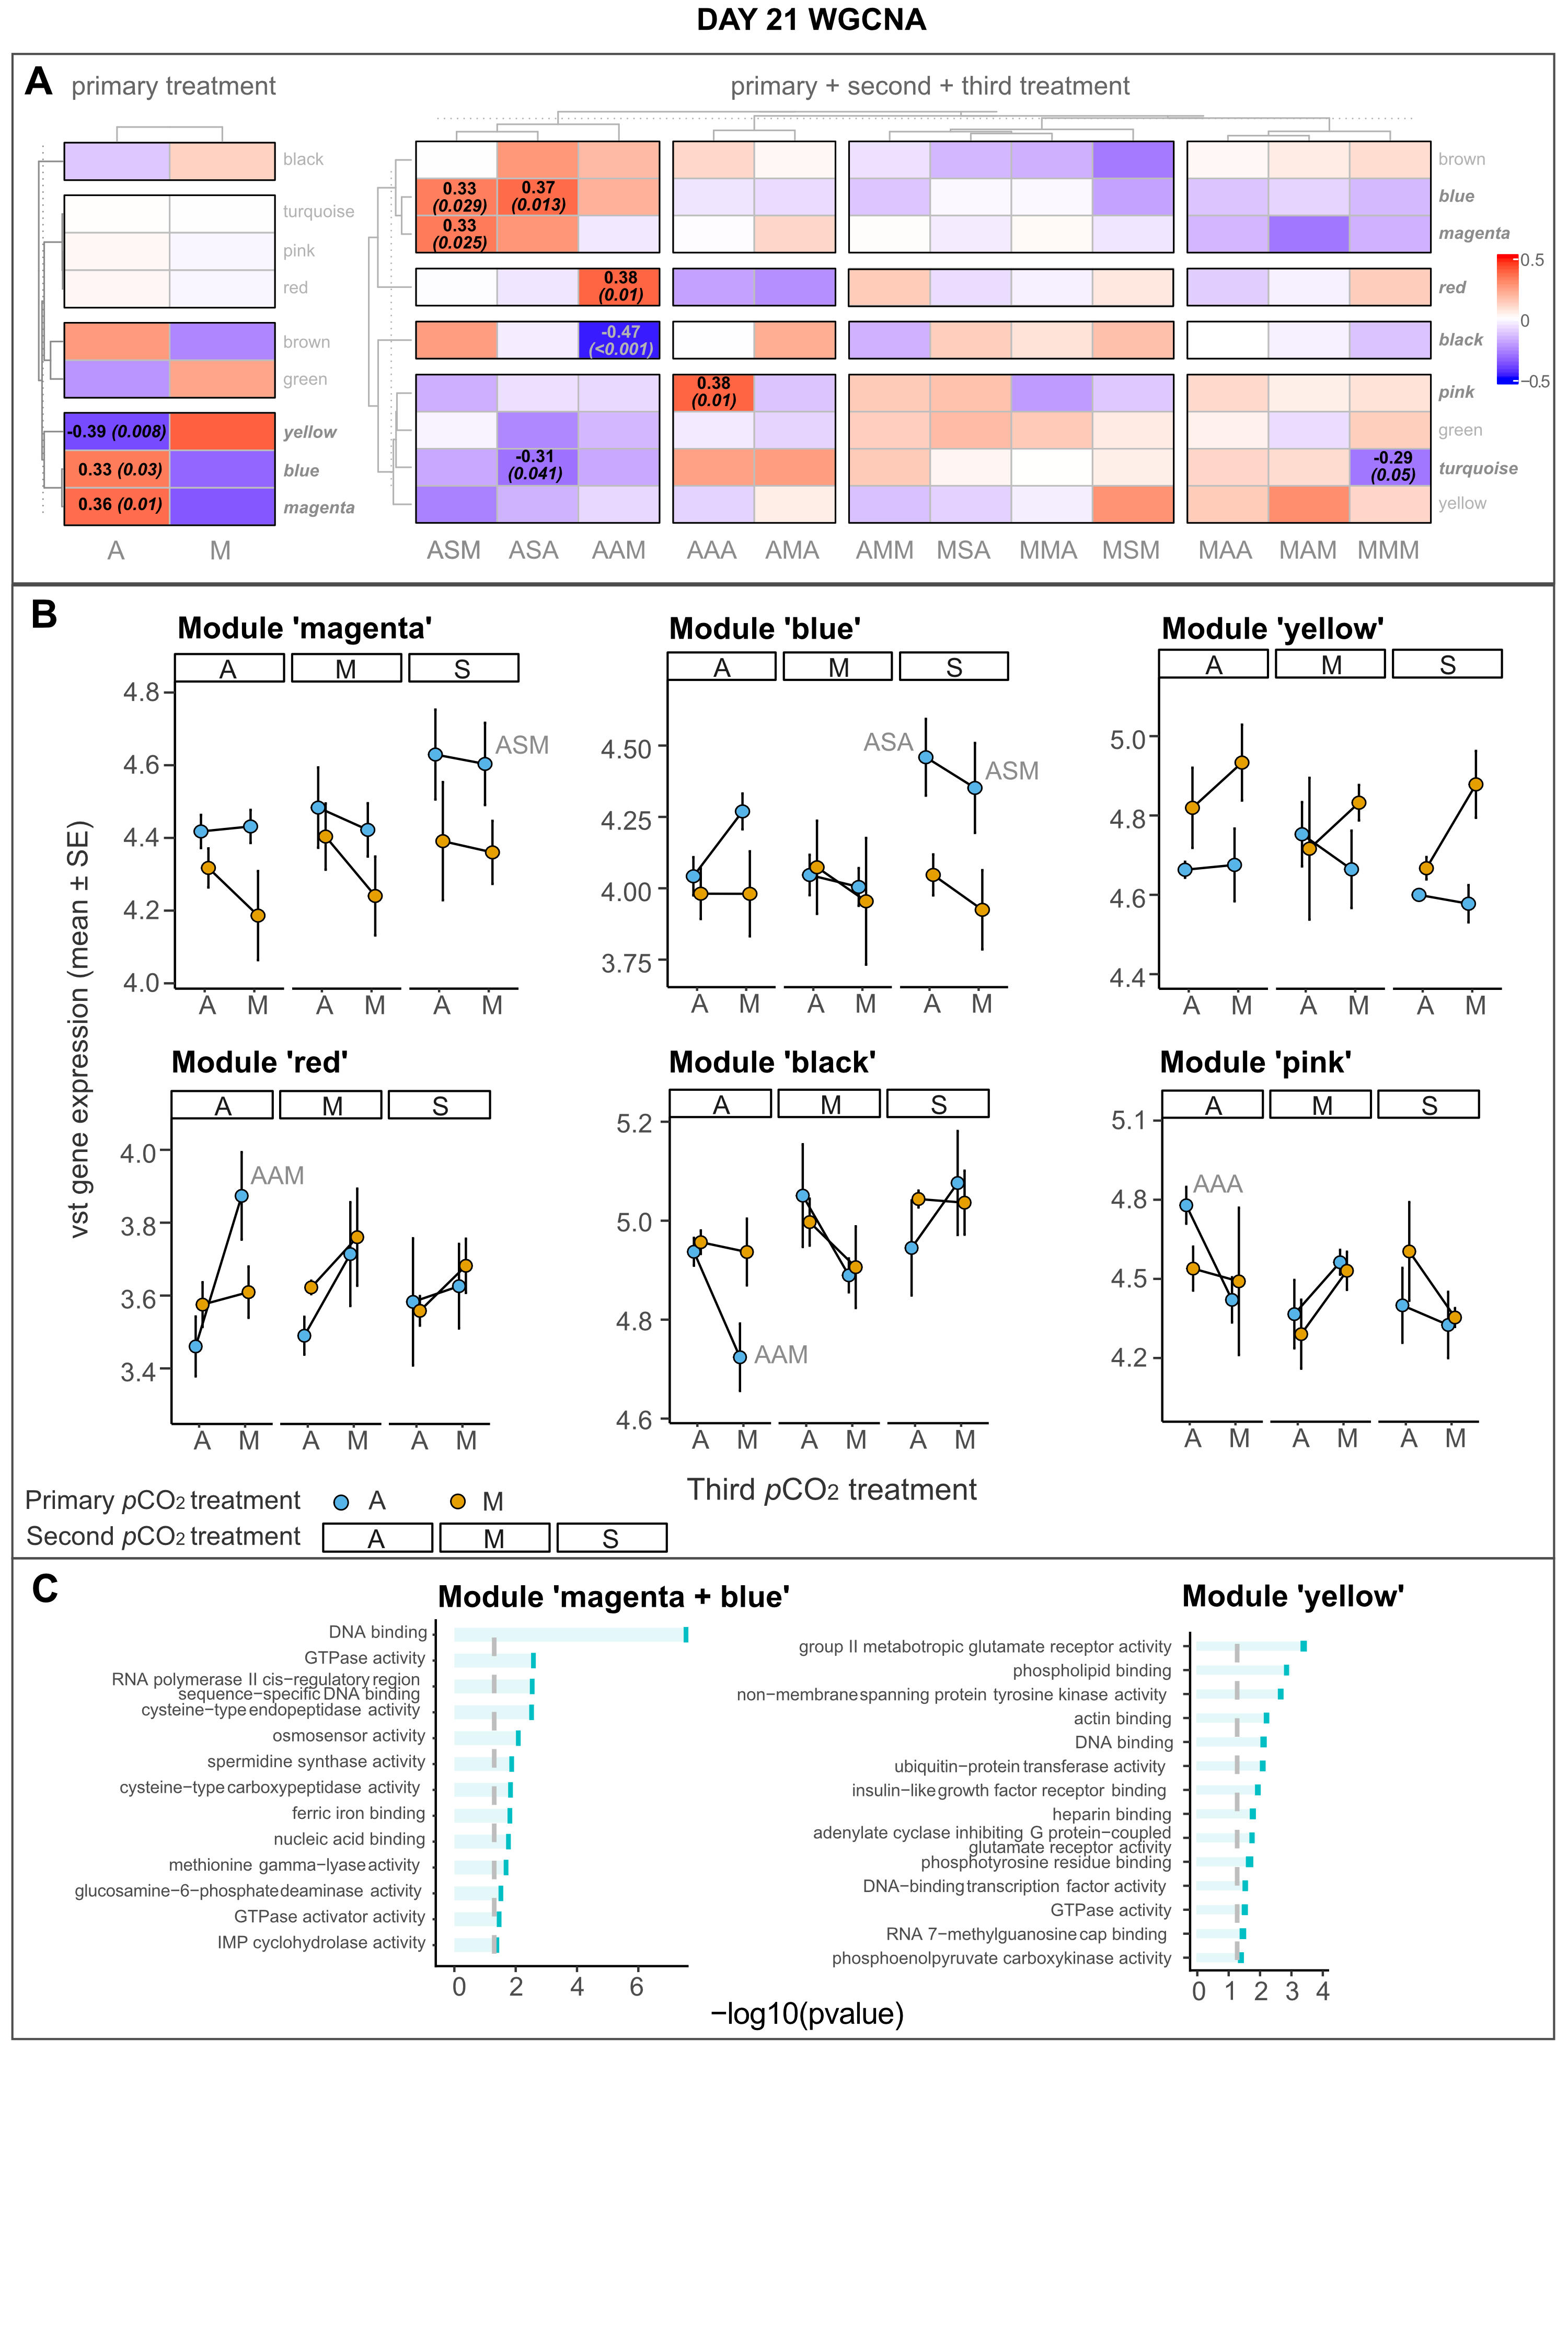 DAY 21 WGCNA
A
primary treatment
primary + second + third treatment
black
turquoise
pink
red
brown
green
-0.39 (0.008)
yellow
0.33 (0.03)
blue
0.36 (0.01)
magenta
A M
brown
0.33 0.37
(0.029) (0.013)
blue
0.33
(0.025)
magenta
0.38
(0.01)
red
-0.47
(<0.001)
black
0.38
(0.01)
pink
green
-0.31
(0.041)
-0.29
(0.05)
turquoise
yellow
ASM ASA AAM AAA AMA AMM MSA MMA MSM MAA MAM MMM
0.5
0
−0.5
B
vst gene expression (mean ± SE)
Module 'magenta'
A M S
4.8
4.6
4.4
4.2
4.0
ASM
A M A M A M
Module 'blue'
A M S
4.50
4.25
4.00
3.75
ASA
ASM
A M A M A M
Module 'yellow'
A M S
5.0
4.8
4.6
4.4
A M A M A M
Module 'red'
A M S
4.0
3.8
3.6
3.4
AAM
A M A M A M
Module 'black'
A M S
5.2
5.0
4.8
4.6
AAM
A M A M A M
Module 'pink'
A M S
5.1
4.8
4.5
4.2
AAA
A M A M A M
Third pCO2 treatment
Primary pCO2 treatment A M
Second pCO2 treatment A M S
C
Module 'magenta + blue'
DNA binding
GTPase activity
RNA polymerase II cis−regulatory region
sequence−specific DNA binding
cysteine−type endopeptidase activity
osmosensor activity
spermidine synthase activity
cysteine−type carboxypeptidase activity
ferric iron binding
nucleic acid binding
methionine gamma−lyase activity
glucosamine−6−phosphate deaminase activity
GTPase activator activity
IMP cyclohydrolase activity
0 2 4 6
Module 'yellow'
group II metabotropic glutamate receptor activity
phospholipid binding
non−membrane spanning protein tyrosine kinase activity
actin binding
DNA binding
ubiquitin−protein transferase activity
insulin−like growth factor receptor binding
heparin binding
adenylate cyclase inhibiting G protein−coupled
glutamate receptor activity
phosphotyrosine residue binding
DNA−binding transcription factor activity
GTPase activity
RNA 7−methylguanosine cap binding
phosphoenolpyruvate carboxykinase activity
0 1 2 3 4
−log10(pvalue)